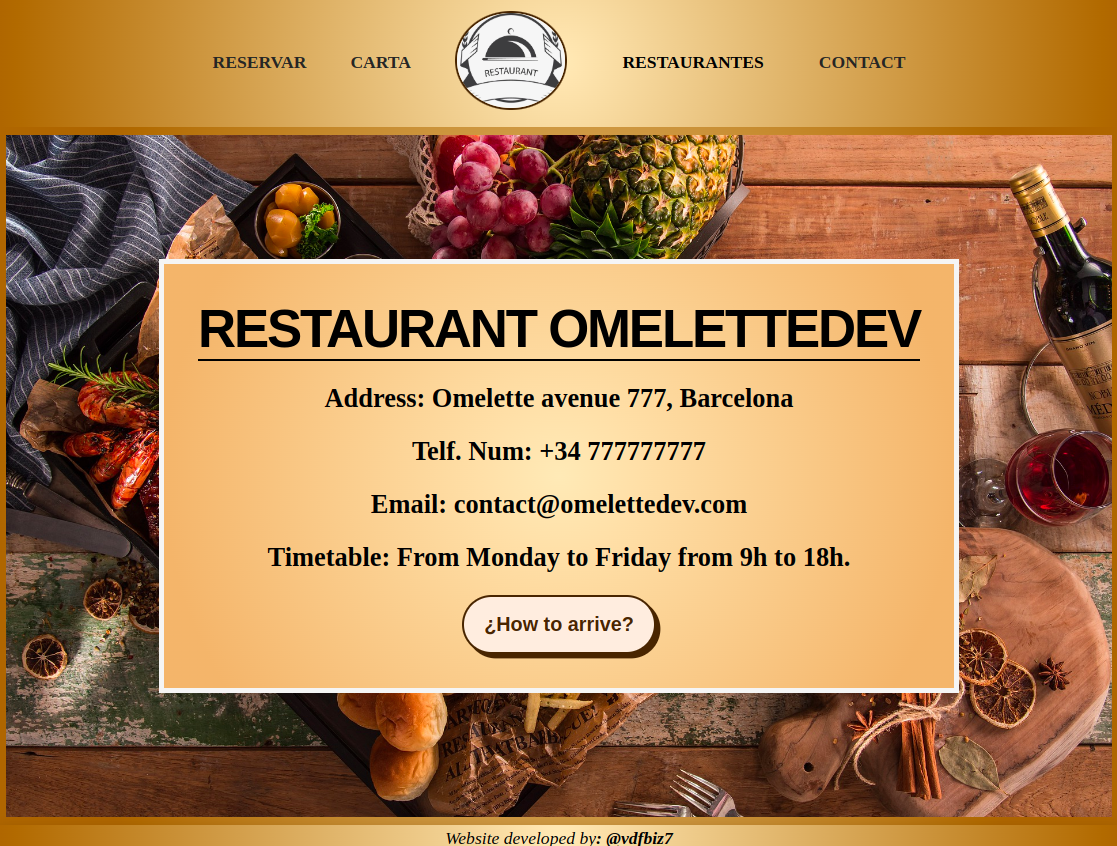 RESERVAR CARTA RESTAURANT RESTAURANTES CONTACT
RESTAURANT OMELETTEDEV
Address: Omelette avenue 777, Barcelona
Telf. Num: +34 777777777
Email: contact@omelettedev.com
Timetable: From Monday to Friday from 9h to 18h.
¿How to arrive?
Website developed by: @vdfbiz7